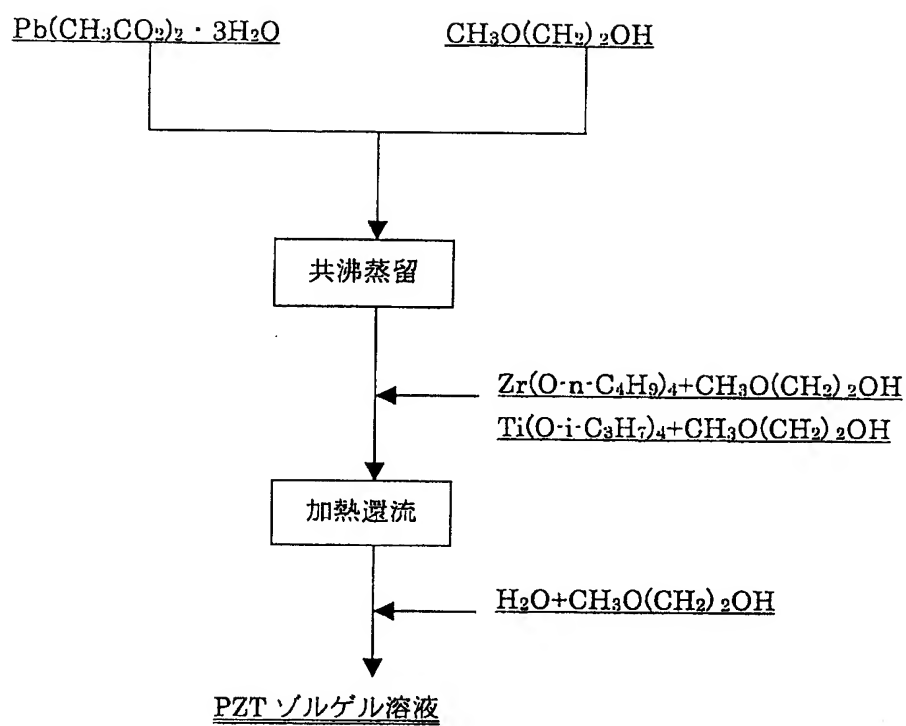 Pb(CH₃CO₂)₂・3H₂O
CH₃O(CH₂)₂OH
共沸蒸留
Zr(O-n-C₄H₉)₄+CH₃O(CH₂)₂OH
Ti(O-i-C₃H₇)₄+CH₃O(CH₂)₂OH
加熱還流
H₂O+CH₃O(CH₂)₂OH
PZT ゾルゲル溶液